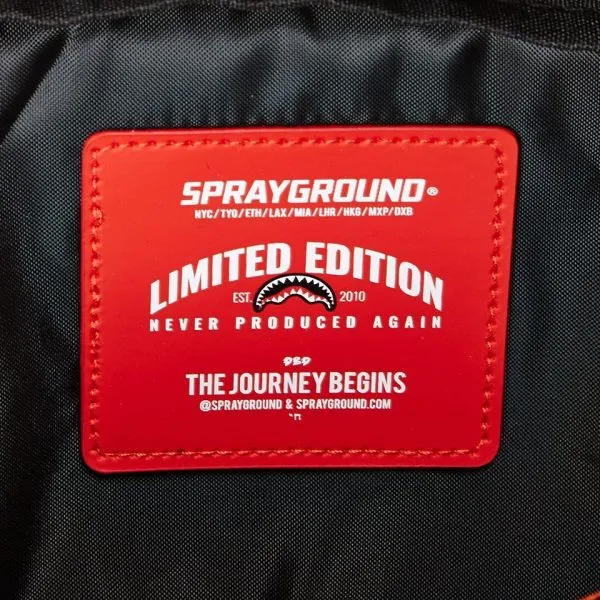 SPRAYGROUND®
NYC/TYO/ETH/LAX/MIA/LHR/HKG/MXP/DXB
LIMITED EDITION
EST. 2010
NEVER PRODUCED AGAIN
THE JOURNEY BEGINS
@SPRAYGROUND & SPRAYGROUND.COM